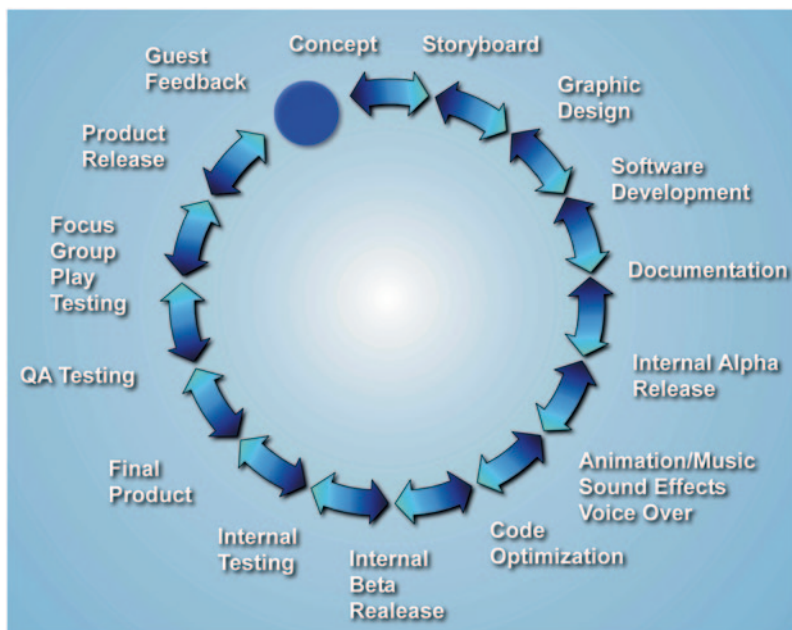 Concept
Storyboard
Graphic
Design
Software
Development
Documentation
Internal Alpha
Release
Animation/Music
Sound Effects
Voice Over
Code
Optimization
Internal
Beta
Realease
Internal
Testing
Final
Product
QA Testing
Focus
Group
Play
Testing
Product
Release
Guest
Feedback